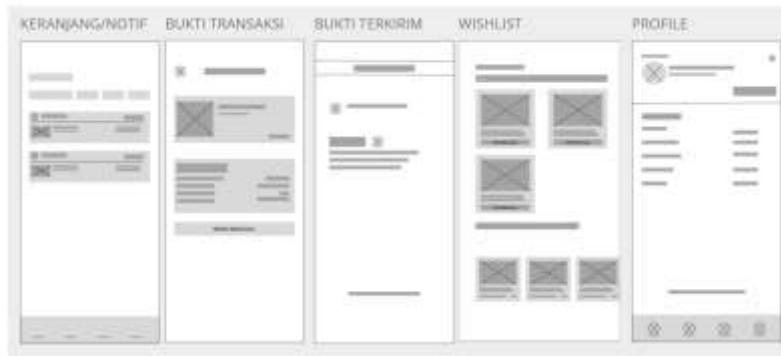 KERANJANG/NOTIF
BUKTI TRANSAKSI
BUKTI TERKIRIM
WISHLIST
PROFILE